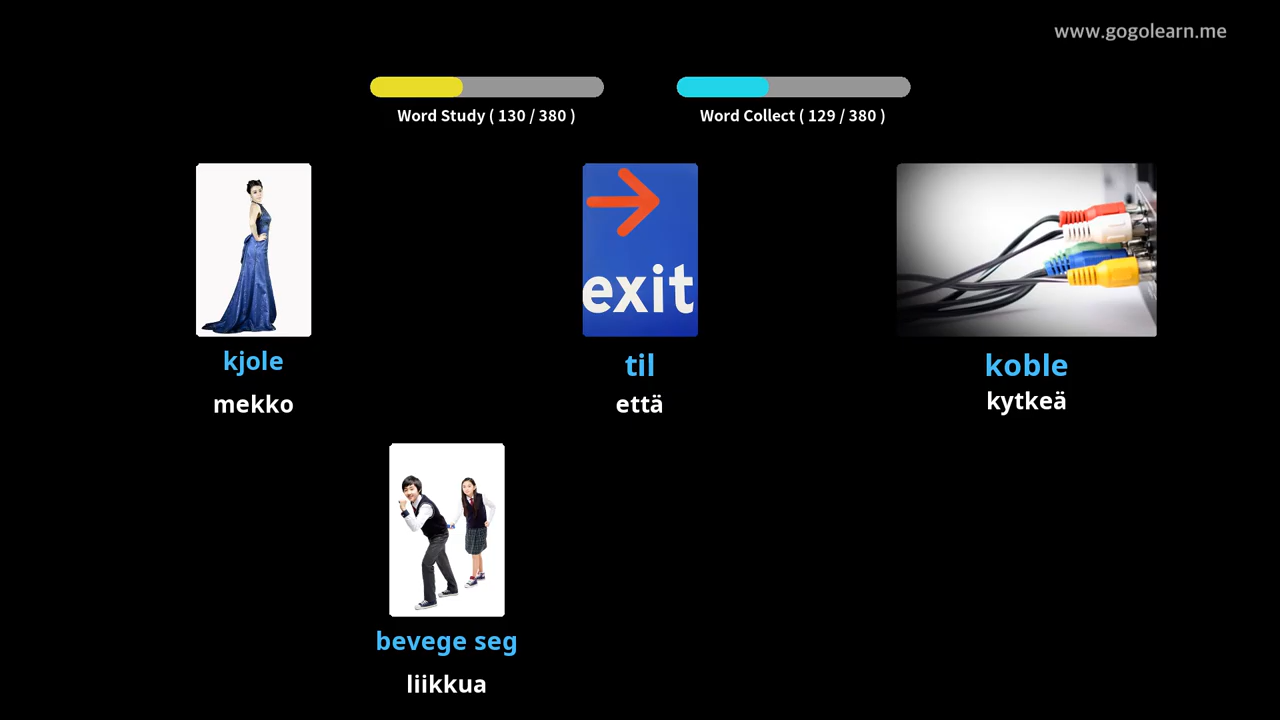 www.gogolearn.me
Word Study ( 130 / 380 )
Word Collect ( 129 / 380 )
exit
kjole
mekko
til
että
koble
kytkeä
bevege seg
liikkua